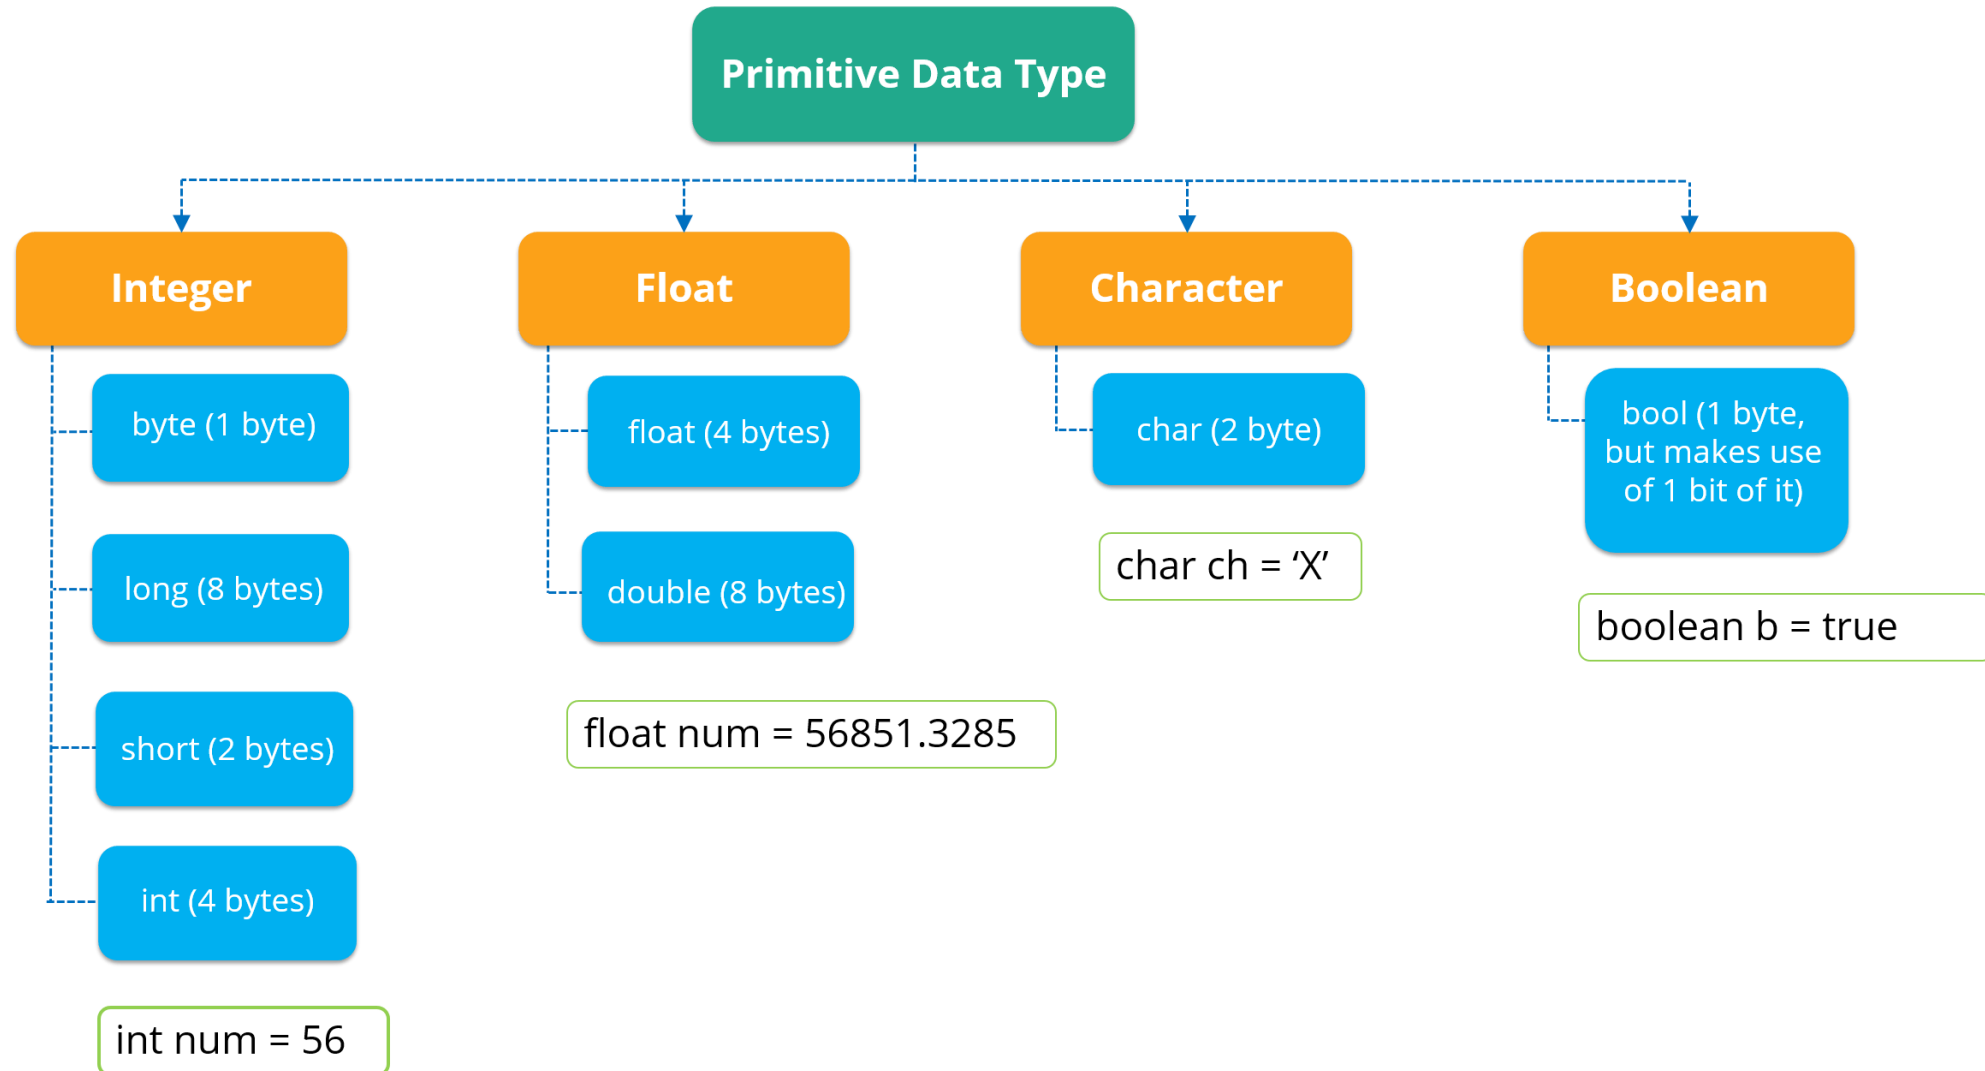 Primitive Data Type
Integer
Float
Character
Boolean
byte (1 byte)
long (8 bytes)
short (2 bytes)
int (4 bytes)
int num = 56
float (4 bytes)
double (8 bytes)
float num = 56851.3285
char (2 byte)
char ch = ‘X’
bool (1 byte,
but makes use
of 1 bit of it)
boolean b = true